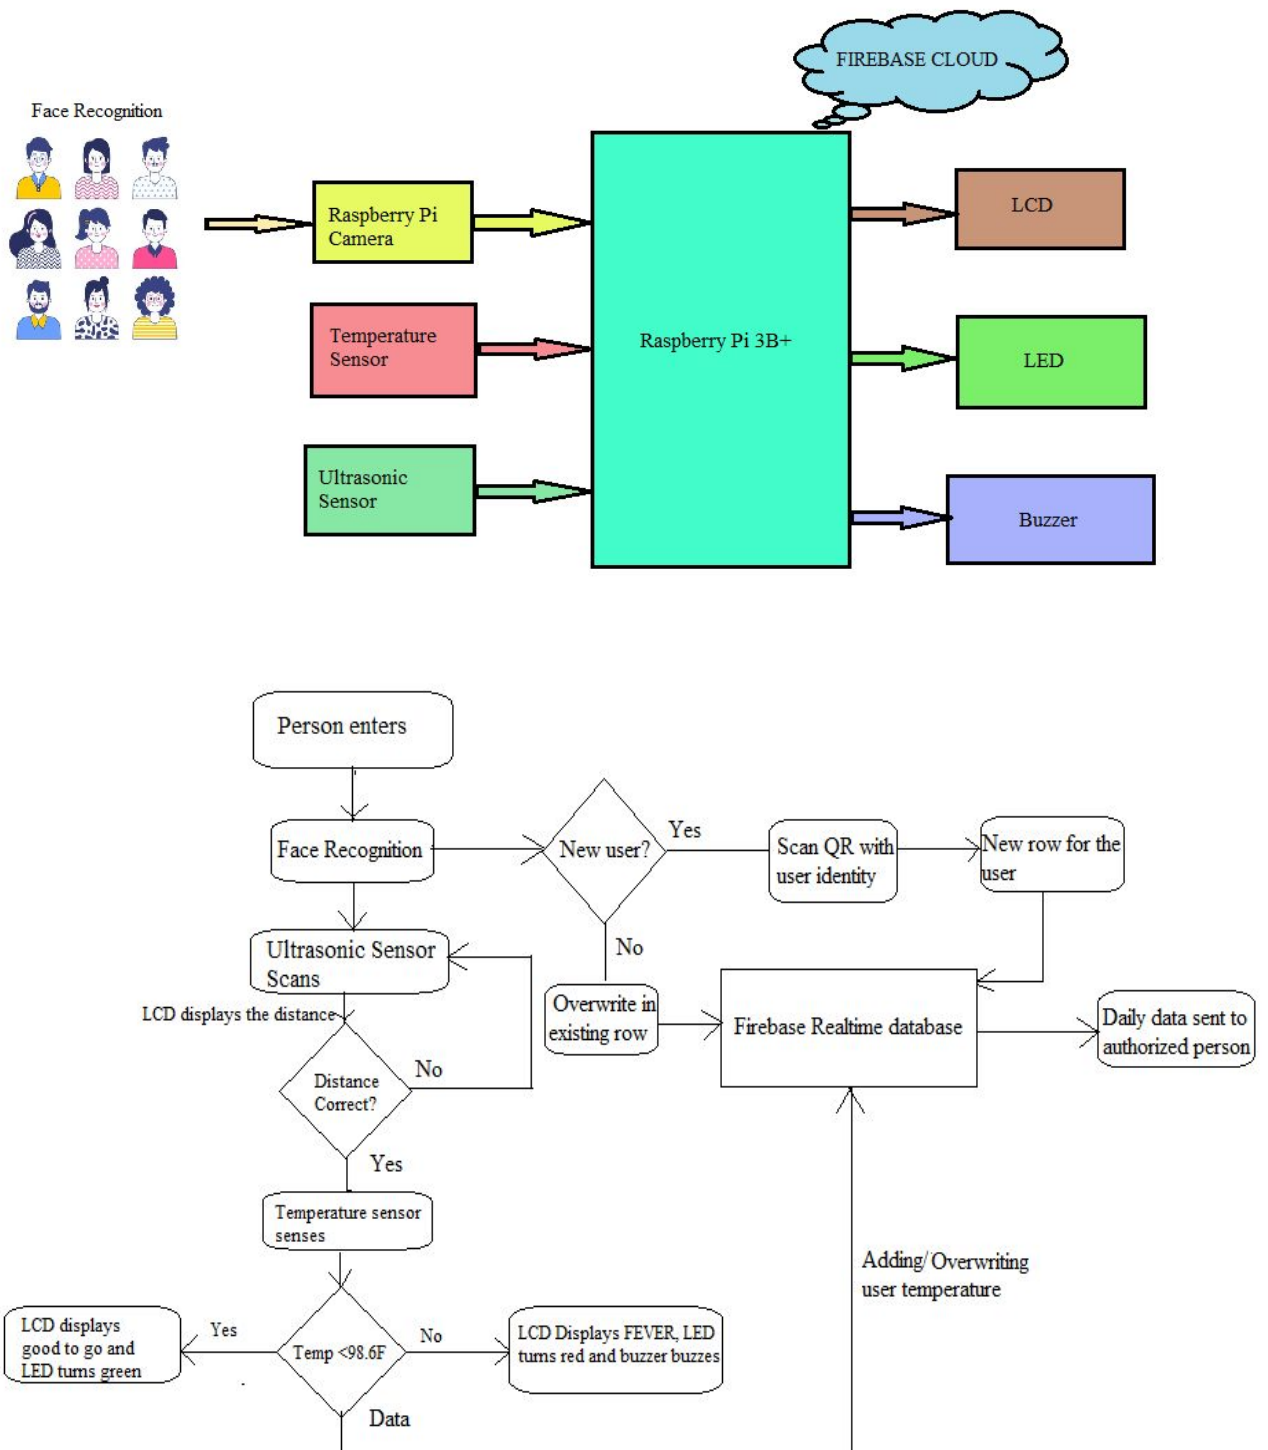 FIREBASE CLOUD
Face Recognition
Raspberry Pi
Camera
LCD
Temperature
Sensor
Raspberry Pi 3B+
LED
Ultrasonic
Sensor
Buzzer
Person enters
Face Recognition
New user?
Yes
Scan QR with
user identity
New row for the
user
No
Ultrasonic Sensor
Scans
LCD displays the distance
Overwrite in
existing row
Firebase Realtime database
Daily data sent to
authorized person
Distance
Correct?
No
Yes
Temperature sensor
senses
Adding/Overwriting
user temperature
LCD displays
good to go and
LED turns green
Yes
Temp <98.6F
No
LCD Displays FEVER, LED
turns red and buzzer buzzes
Data